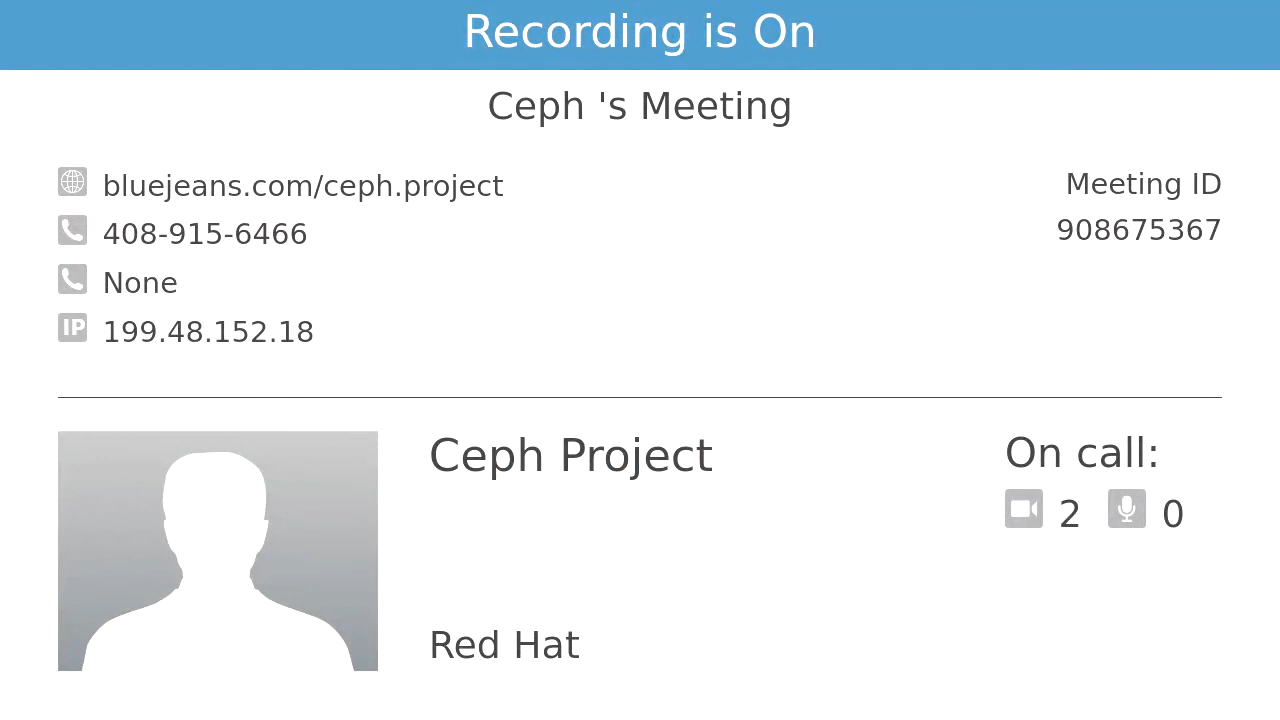 Recording is On
Ceph 's Meeting
bluejeans.com/ceph.project
408-915-6466
None
IP 199.48.152.18
Meeting ID
908675367
Ceph Project
On call:
2 0
Red Hat